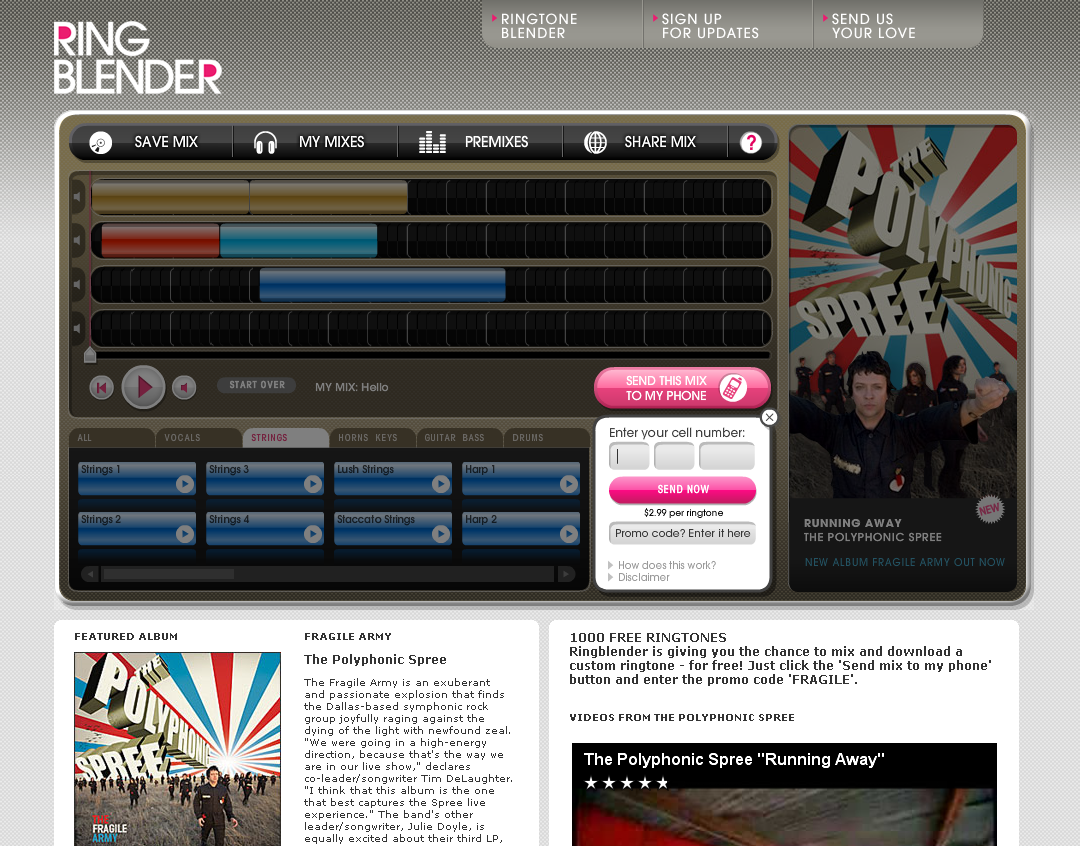 RING
BLENDER
RINGTONE
BLENDER
SIGN UP
FOR UPDATES
SEND US
YOUR LOVE
SAVE MIX
MY MIXES
PREMIXES
SHARE MIX
?
START OVER
MY MIX: Hello
SEND THIS MIX
TO MY PHONE
ALL
VOCALS
STRINGS
HORNS KEYS
GUITAR BASS
DRUMS
Strings 1
Strings 3
Lush Strings
Harp 1
Strings 2
Strings 4
Staccato Strings
Harp 2
Enter your cell number:
SEND NOW
$2.99 per ringtone
Promo code? Enter it here
How does this work?
Disclaimer
THE
POLYPHONIC
SPREE
NEW
RUNNING AWAY
THE POLYPHONIC SPREE
NEW ALBUM FRAGILE ARMY OUT NOW
FEATURED ALBUM
THE
POLYPHONIC
SPREE
THE
FRAGILE
ARMY
FRAGILE ARMY
The Polyphonic Spree
The Fragile Army is an exuberant
and passionate explosion that finds
the Dallas-based symphonic rock
group joyfully raging against the
dying of the light with newfound zeal.
"We were going in a high-energy
direction, because that's the way we
are in our live show," declares
co-leader/songwriter Tim DeLaughter.
"I think that this album is the one
that best captures the Spree live
experience." The band's other
leader/songwriter, Julie Doyle, is
equally excited about their third LP,
1000 FREE RINGTONES
Ringblender is giving you the chance to mix and download a
custom ringtone - for free! Just click the 'Send mix to my phone'
button and enter the promo code 'FRAGILE'.
VIDEOS FROM THE POLYPHONIC SPREE
The Polyphonic Spree "Running Away"